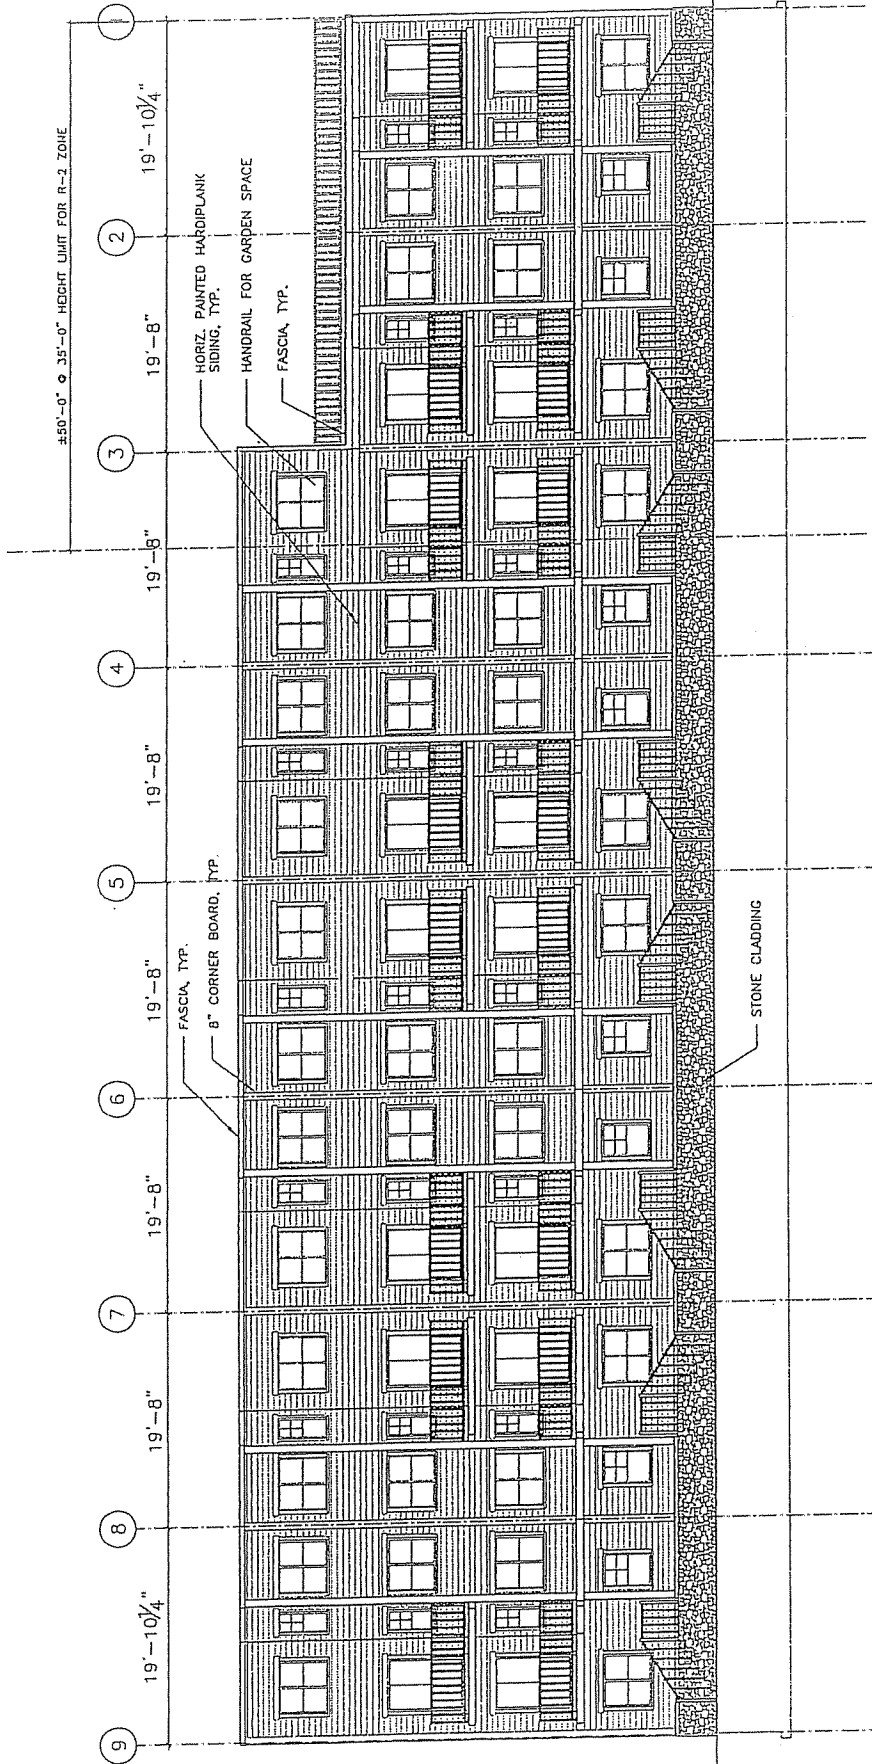 ±50'-0" @ 35'-0" HEIGHT LIMIT FOR R-2 ZONE
9
8
7
6
5
4
3
2
1
19'-10¼"
19'-8"
19'-8"
19'-8"
19'-8"
19'-8"
19'-8"
19'-10¼"
FASCIA, TYP.
8" CORNER BOARD, TYP.
HORIZ. PAINTED HARDIPLANK
SIDING, TYP.
HANDRAIL FOR GARDEN SPACE
FASCIA, TYP.
STONE CLADDING